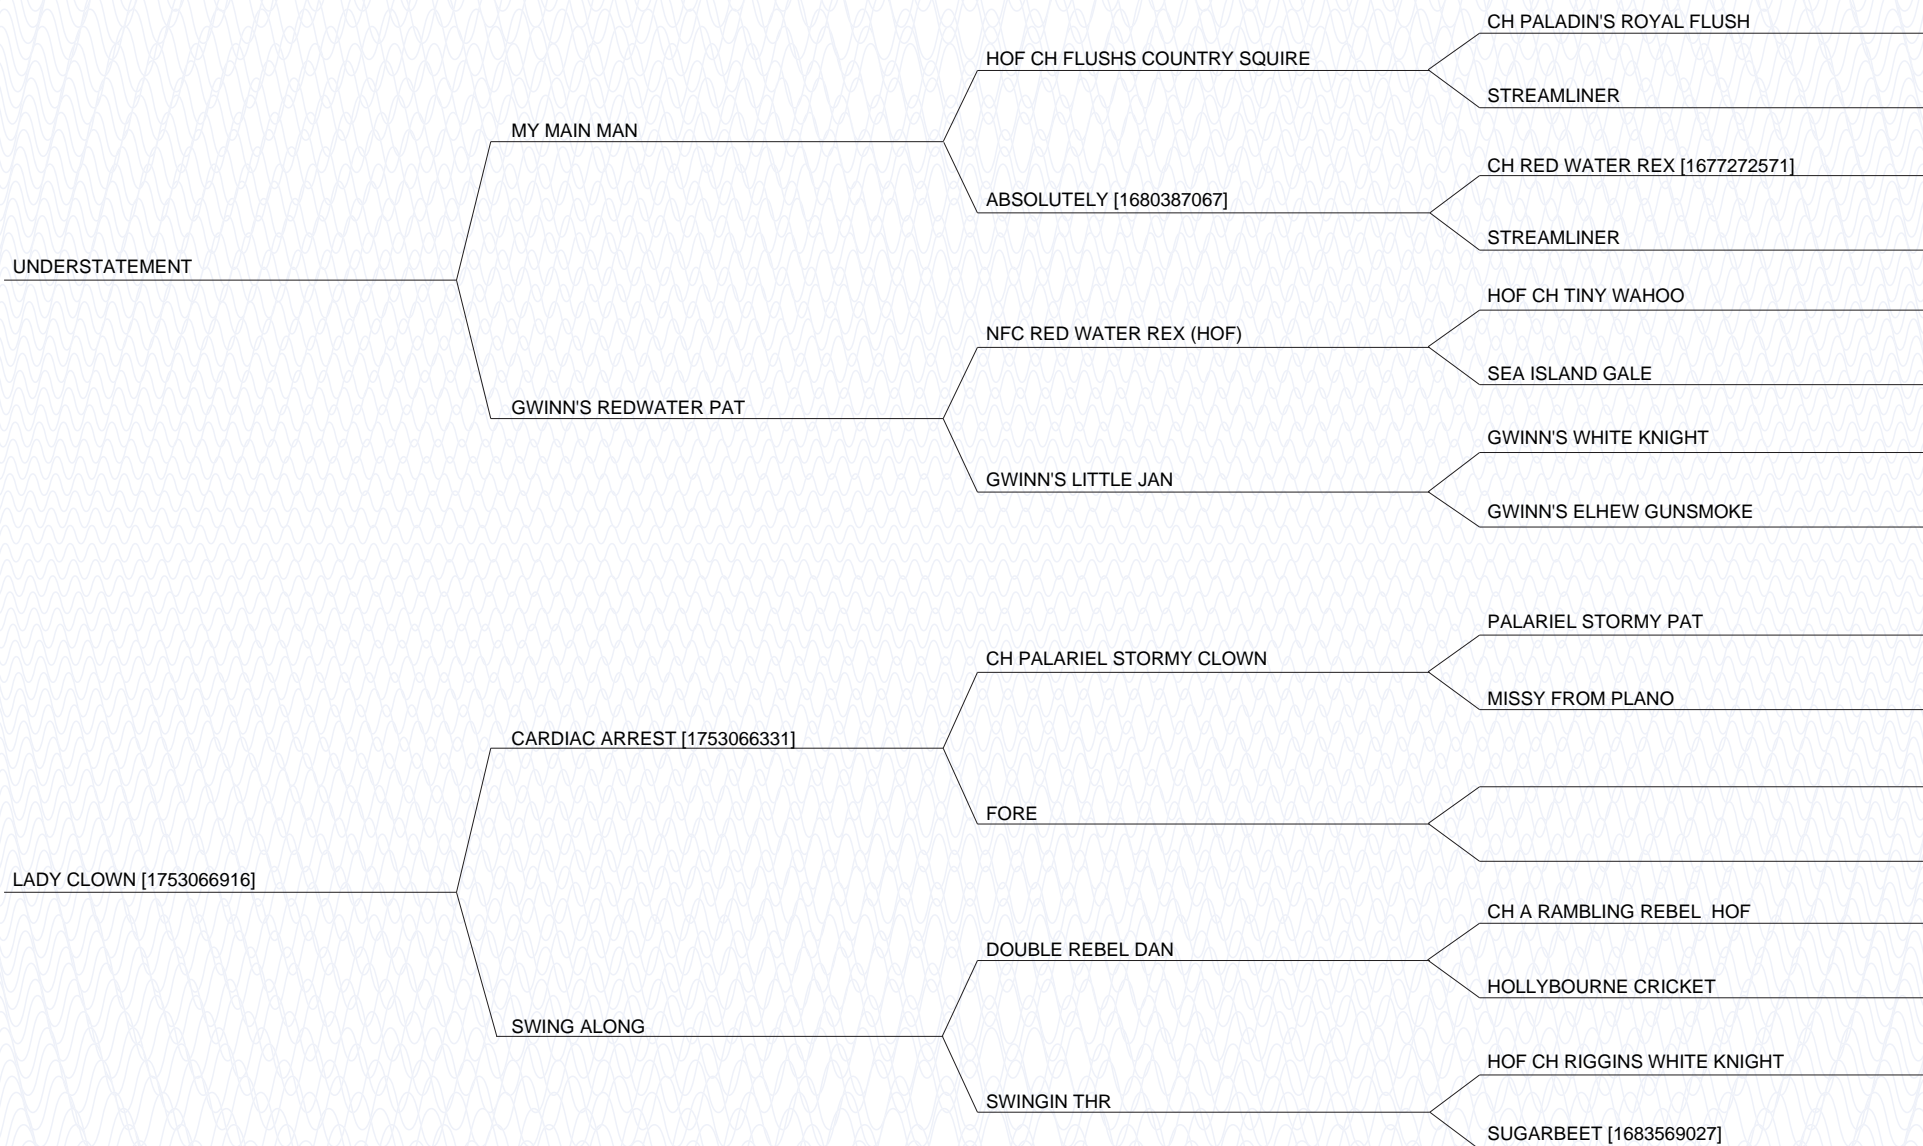 CH PALADIN'S ROYAL FLUSH
HOF CH FLUSHS COUNTRY SQUIRE
STREAMLINER
MY MAIN MAN
CH RED WATER REX [1677272571]
ABSOLUTELY [1680387067]
STREAMLINER
UNDERSTATEMENT
HOF CH TINY WAHOO
NFC RED WATER REX (HOF)
SEA ISLAND GALE
GWINN'S REDWATER PAT
GWINN'S WHITE KNIGHT
GWINN'S LITTLE JAN
GWINN'S ELHEW GUNSMOKE
PALARIEL STORMY PAT
CH PALARIEL STORMY CLOWN
MISSY FROM PLANO
CARDIAC ARREST [1753066331]
FORE
LADY CLOWN [1753066916]
CH A RAMBLING REBEL  HOF
DOUBLE REBEL DAN
HOLLYBOURNE CRICKET
SWING ALONG
HOF CH RIGGINS WHITE KNIGHT
SWINGIN THR
SUGARBEET [1683569027]